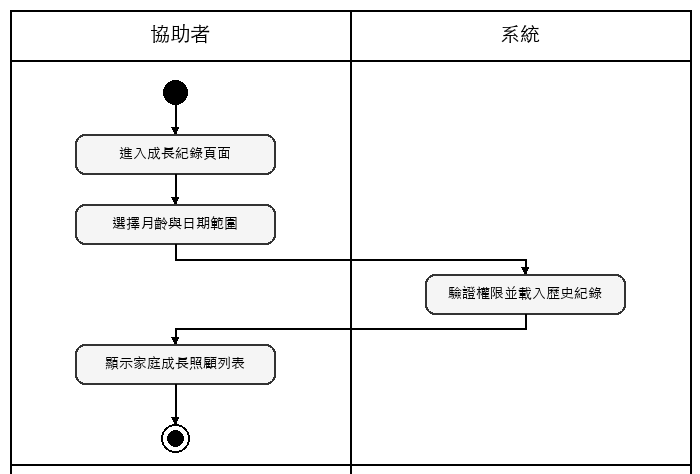 協助者
系統
進入成長紀錄頁面
選擇月齡與日期範圍
驗證權限並載入歷史紀錄
顯示家庭成長照顧列表